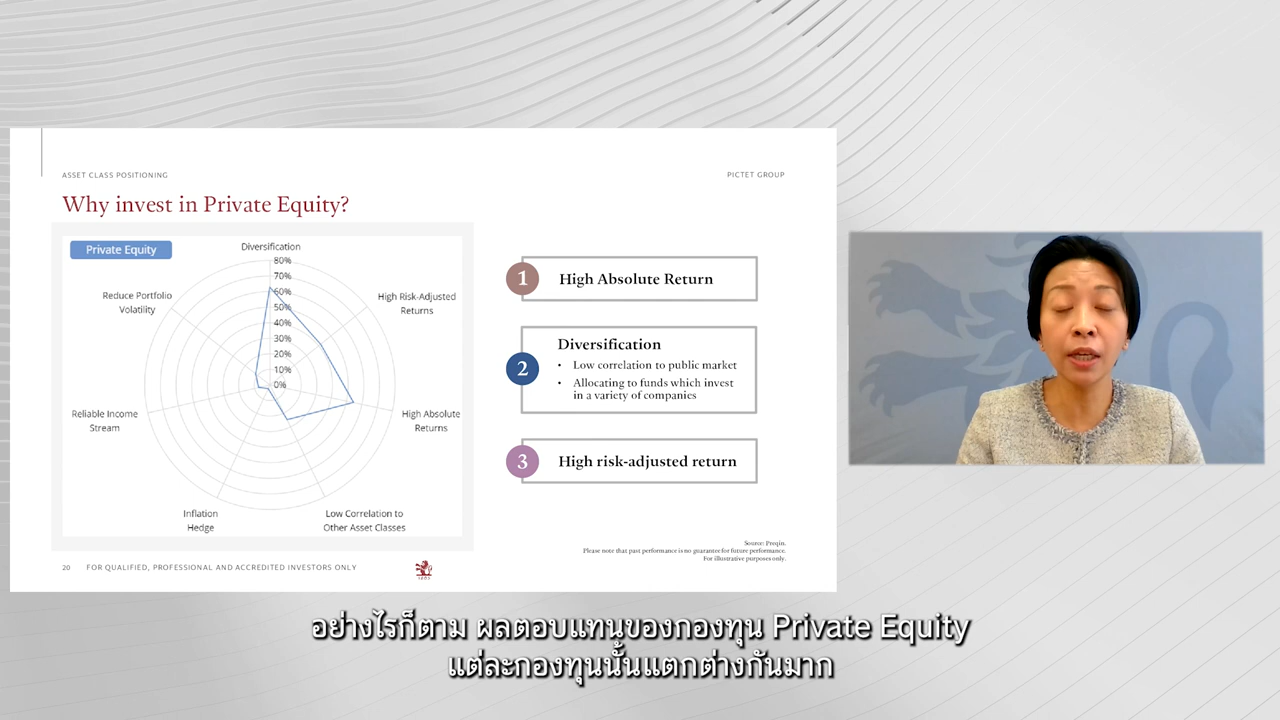 ASSET CLASS POSITIONING
PICTET GROUP
Why invest in Private Equity?
Private Equity
Diversification
80%
70%
60%
50%
40%
30%
20%
10%
0%
High Risk-Adjusted
Returns
High Absolute
Returns
Low Correlation to
Other Asset Classes
Inflation
Hedge
Reliable Income
Stream
Reduce Portfolio
Volatility
1
High Absolute Return
2
Diversification
• Low correlation to public market
• Allocating to funds which invest
in a variety of companies
3
High risk-adjusted return
Source: Preqin.
Please note that past performance is no guarantee for future performance.
For illustrative purposes only.
20 FOR QUALIFIED, PROFESSIONAL AND ACCREDITED INVESTORS ONLY
อย่างไรก็ตาม ผลตอบแทนของกองทุน Private Equity
แต่ละกองทุนนั้นแตกต่างกันมาก